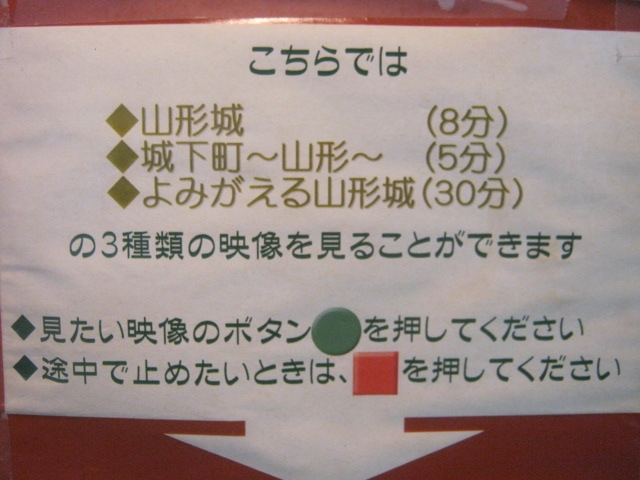 こちらでは
◆山形城 (8分)
◆城下町～山形～ (5分)
◆よみがえる山形城(30分)
の3種類の映像を見ることができます
◆見たい映像のボタン●を押してください
◆途中で止めたいときは、■を押してください